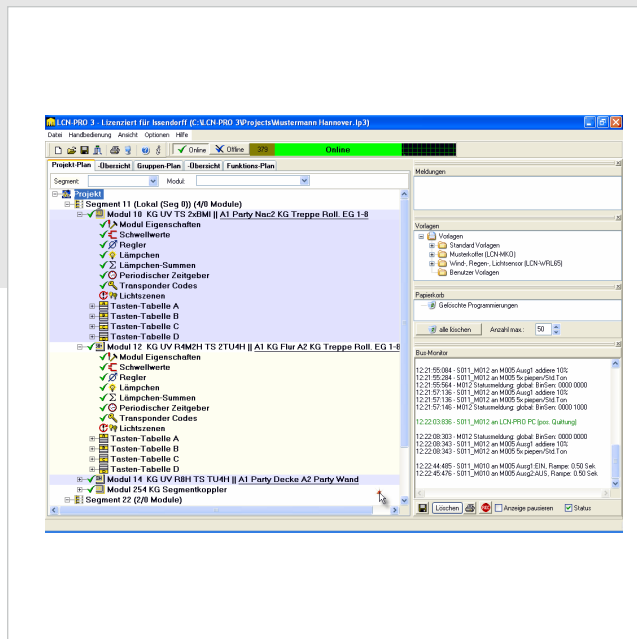 LCN-PRO 3 - Lizenziert für Issendorff (C:\LCN-PRO 3\Projects\Mustermann Hannover.lp3)
Datei Handbedienung Ansicht Optionen Hilfe
Online Offline 379 Online
Projekt-Plan -Übersicht Gruppen-Plan -Übersicht Funktions-Plan
Segment: Modul:
Projekt
Segment 11 (Lokal (Seg 0)) (4/0 Module)
Modul 10 KG UV TS 2xBMI || A1 Party Nac2 KG Treppe Roll. EG 1-8
Modul Eigenschaften
Schwellwerte
Regler
Lämpchen
Lämpchen-Summen
Periodischer Zeitgeber
Transponder Codes
Lichtszenen
Tasten-Tabelle A
Tasten-Tabelle B
Tasten-Tabelle C
Tasten-Tabelle D
Modul 12 KG UV R4M2H TS 2TU4H || A1 KG Flur A2 KG Treppe Roll. EG 1-8
Modul Eigenschaften
Schwellwerte
Regler
Lämpchen
Lämpchen-Summen
Periodischer Zeitgeber
Transponder Codes
Lichtszenen
Tasten-Tabelle A
Tasten-Tabelle B
Tasten-Tabelle C
Tasten-Tabelle D
Modul 14 KG UV R8H TS TU4H || A1 Party Decke A2 Party Wand
Modul 254 KG Segmentkoppler
Segment 22 (2/0 Module)
Meldungen
Vorlagen
Vorlagen
Standard Vorlagen
Musterkoffer (LCN-MKO)
Wind-, Regen-, Lichtsensor (LCN-WRL65)
Benutzer Vorlagen
Papierkorb
Gelöschte Programmierungen
alle löschen Anzahl max.: 50
Bus-Monitor
12:21:55:084 - S011_M012 an M005 Ausg1 addiere 10%
12:21:55:284 - S011_M012 an M005 5x piepen/Std.Ton
12:21:55:564 - M012 Statusmeldung: global: BinSen: 0000 0000
12:21:57:136 - S011_M012 an M005 Ausg1 addiere 10%
12:21:57:136 - S011_M012 an M005 5x piepen/Std.Ton
12:21:57:146 - M012 Statusmeldung: global: BinSen: 0000 1000
12:22:03:836 - S011_M012 an LCN-PRO PC (pos. Quittung)
12:22:08:303 - M012 Statusmeldung: global: BinSen: 0000 0000
12:22:08:343 - S011_M012 an M005 Ausg1 addiere 10%
12:22:08:343 - S011_M012 an M005 5x piepen/Std.Ton
12:22:44:485 - S011_M010 an M005 Ausg1:EIN, Rampe: 0.50 Sek
12:22:45:476 - S011_M010 an M005 Ausg2:AUS, Rampe: 0.50 Sek.
Löschen Anzeige pausieren Status